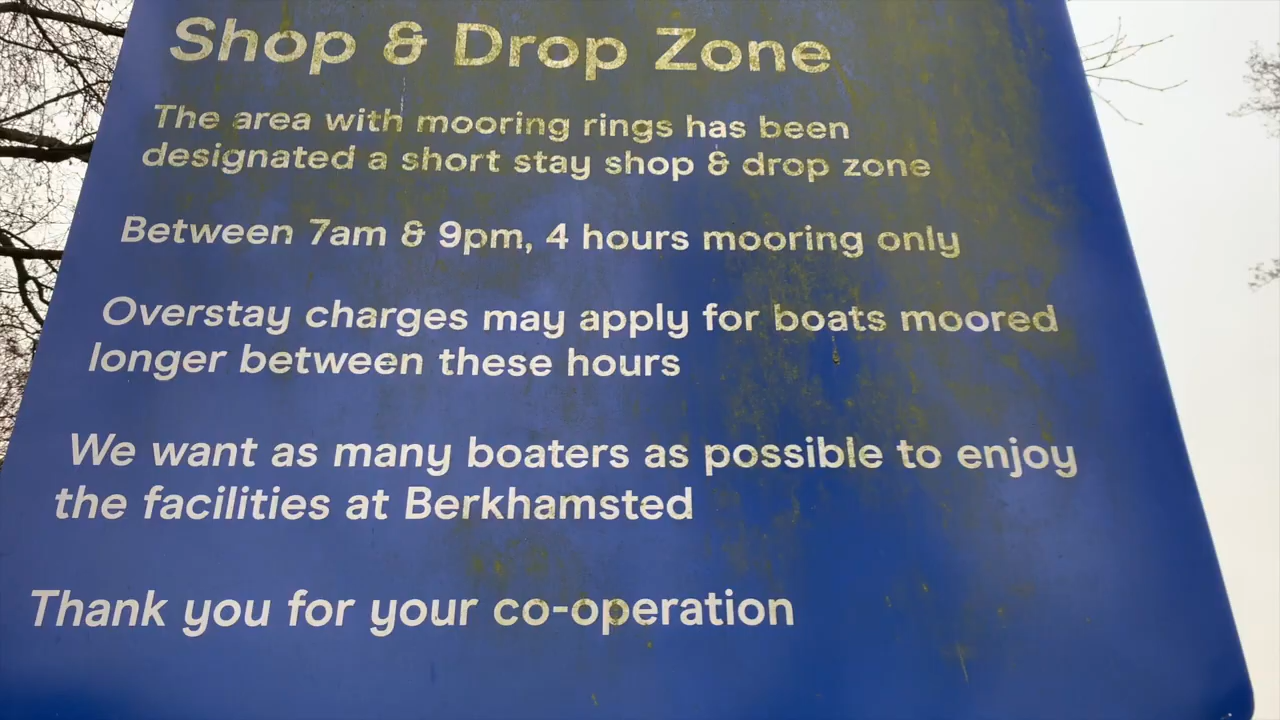 Shop & Drop Zone
The area with mooring rings has been
designated a short stay shop & drop zone
Between 7am & 9pm, 4 hours mooring only
Overstay charges may apply for boats moored
longer between these hours
We want as many boaters as possible to enjoy
the facilities at Berkhamsted
Thank you for your co-operation